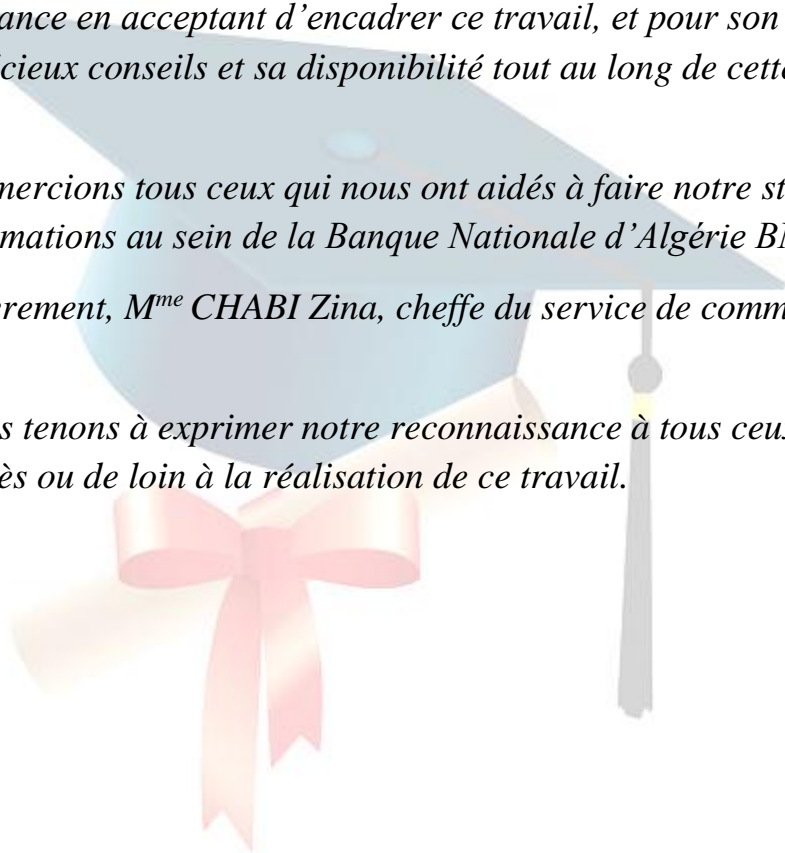 ance en acceptant d’encadrer ce travail, et pour son
cieux conseils et sa disponibilité tout au long de cette
mercions tous ceux qui nous ont aidés à faire notre st
rmations au sein de la Banque Nationale d’Algérie BN
èrement, Mme CHABI Zina, cheffe du service de comm
s tenons à exprimer notre reconnaissance à tous ceux
ès ou de loin à la réalisation de ce travail.